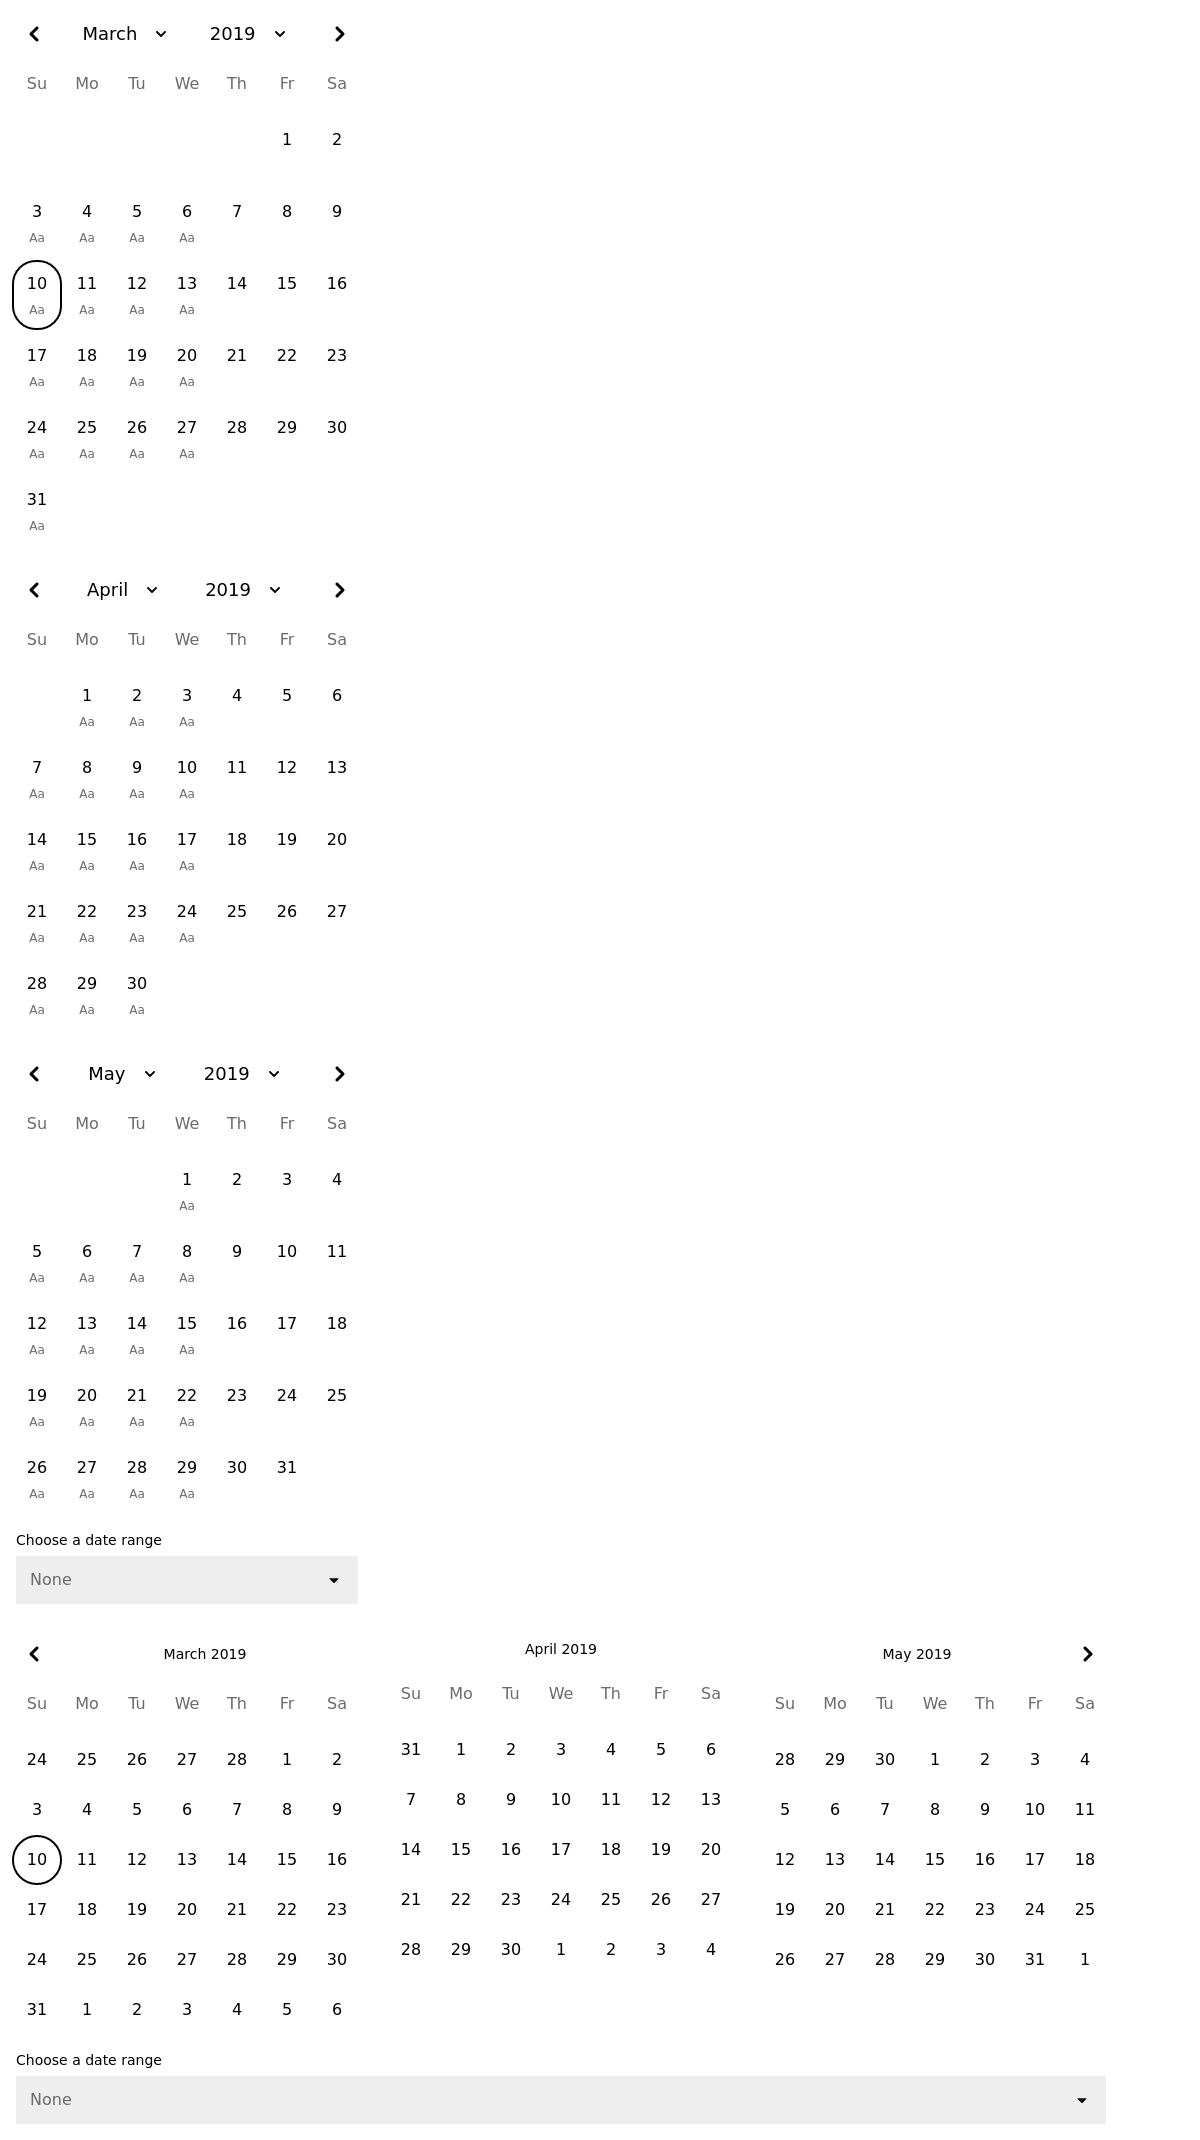 March 2019
Su Mo Tu We Th Fr Sa
1 2
3 4 5 6 7 8 9
Aa Aa Aa Aa
10 11 12 13 14 15 16
Aa Aa Aa Aa
17 18 19 20 21 22 23
Aa Aa Aa Aa
24 25 26 27 28 29 30
Aa Aa Aa Aa
31
Aa
April 2019
Su Mo Tu We Th Fr Sa
1 2 3 4 5 6
Aa Aa Aa
7 8 9 10 11 12 13
Aa Aa Aa Aa
14 15 16 17 18 19 20
Aa Aa Aa Aa
21 22 23 24 25 26 27
Aa Aa Aa Aa
28 29 30
Aa Aa Aa
May 2019
Su Mo Tu We Th Fr Sa
1 2 3 4
Aa
5 6 7 8 9 10 11
Aa Aa Aa Aa
12 13 14 15 16 17 18
Aa Aa Aa Aa
19 20 21 22 23 24 25
Aa Aa Aa Aa
26 27 28 29 30 31
Aa Aa Aa Aa
Choose a date range
None
March 2019
Su Mo Tu We Th Fr Sa
24 25 26 27 28 1 2
3 4 5 6 7 8 9
10 11 12 13 14 15 16
17 18 19 20 21 22 23
24 25 26 27 28 29 30
31 1 2 3 4 5 6
April 2019
Su Mo Tu We Th Fr Sa
31 1 2 3 4 5 6
7 8 9 10 11 12 13
14 15 16 17 18 19 20
21 22 23 24 25 26 27
28 29 30 1 2 3 4
May 2019
Su Mo Tu We Th Fr Sa
28 29 30 1 2 3 4
5 6 7 8 9 10 11
12 13 14 15 16 17 18
19 20 21 22 23 24 25
26 27 28 29 30 31 1
Choose a date range
None